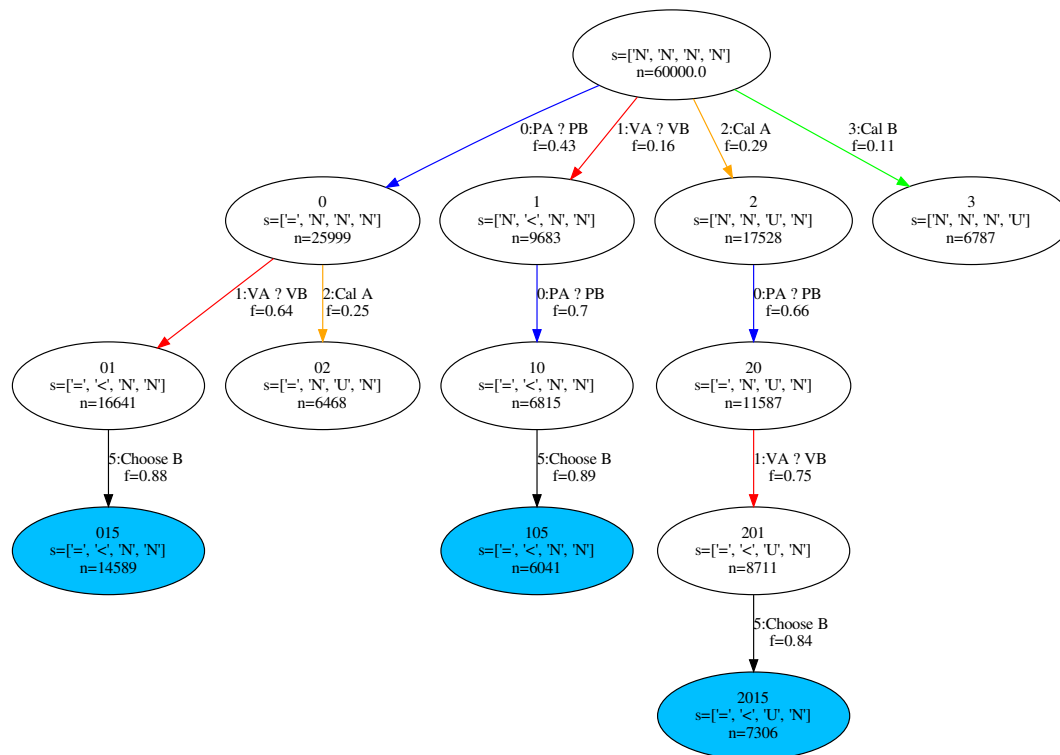 s=['N', 'N', 'N', 'N']
n=60000.0
0:PA ? PB
f=0.43
1:VA ? VB
f=0.16
2:Cal A
f=0.29
3:Cal B
f=0.11
0
s=['=', 'N', 'N', 'N']
n=25999
1
s=['N', '<', 'N', 'N']
n=9683
2
s=['N', 'N', 'U', 'N']
n=17528
3
s=['N', 'N', 'N', 'U']
n=6787
1:VA ? VB
f=0.64
2:Cal A
f=0.25
0:PA ? PB
f=0.7
0:PA ? PB
f=0.66
01
s=['=', '<', 'N', 'N']
n=16641
02
s=['=', 'N', 'U', 'N']
n=6468
10
s=['=', '<', 'N', 'N']
n=6815
20
s=['=', 'N', 'U', 'N']
n=11587
5:Choose B
f=0.88
5:Choose B
f=0.89
1:VA ? VB
f=0.75
015
s=['=', '<', 'N', 'N']
n=14589
105
s=['=', '<', 'N', 'N']
n=6041
201
s=['=', '<', 'U', 'N']
n=8711
5:Choose B
f=0.84
2015
s=['=', '<', 'U', 'N']
n=7306